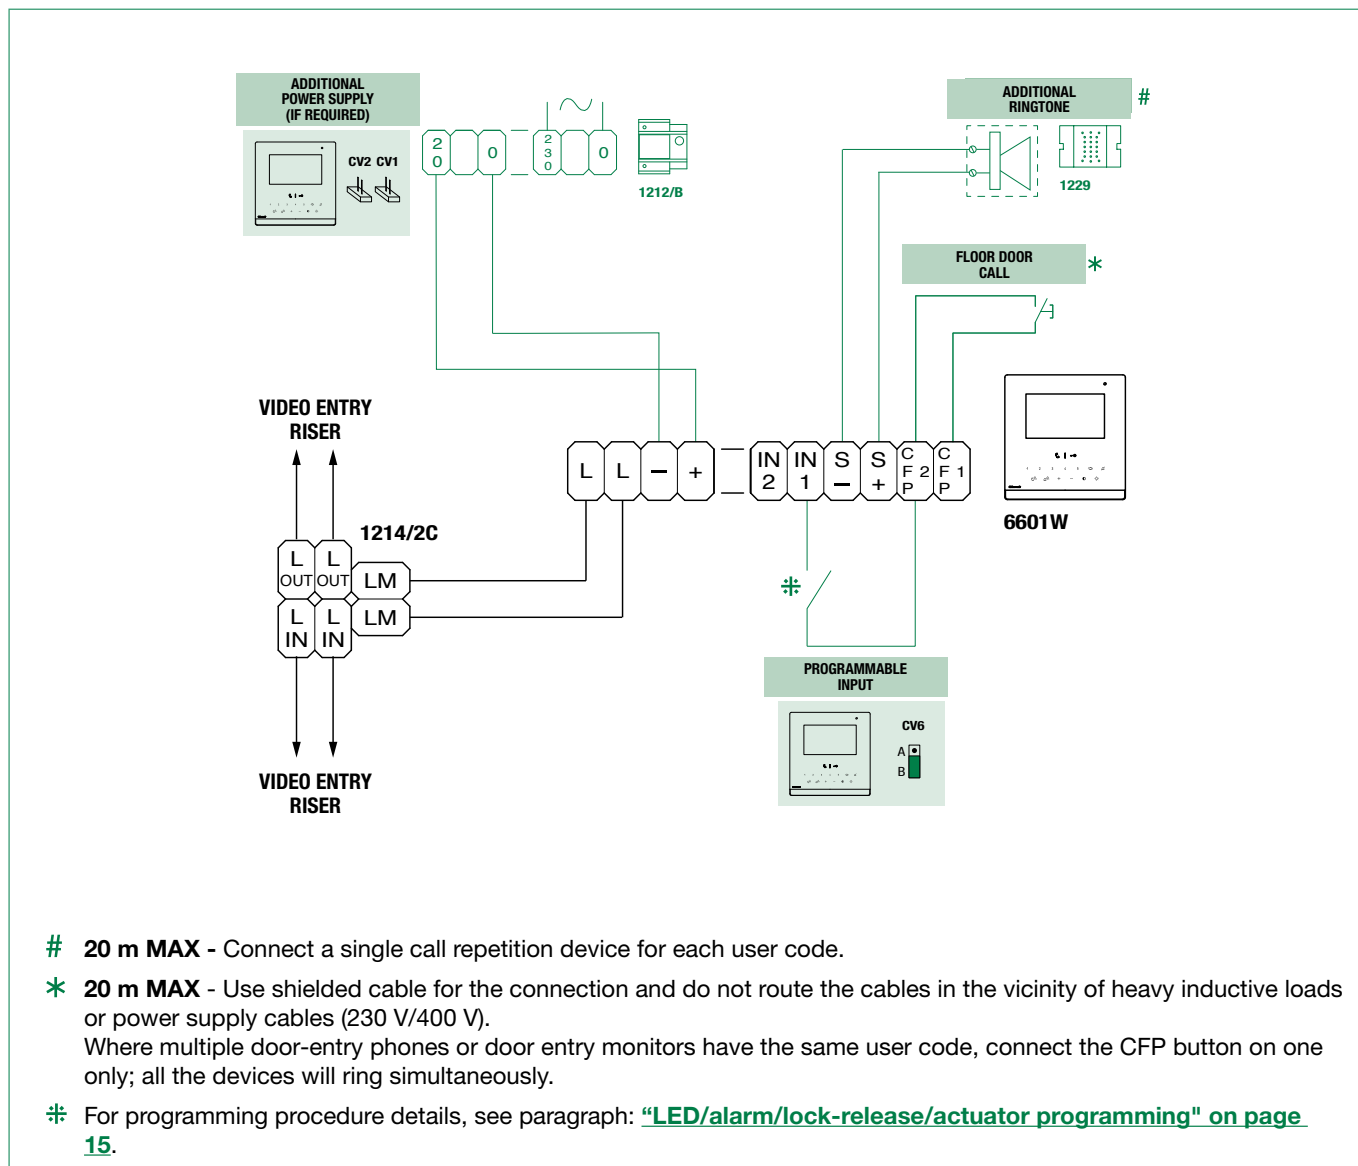 ADDITIONAL
POWER SUPPLY
(IF REQUIRED)
CV2 CV1
20 0
230 0
1212/B
ADDITIONAL
RINGTONE
#
1229
FLOOR DOOR
CALL
*
VIDEO ENTRY
RISER
L L – +
IN 2 IN 1 S – S + CFP 2 CFP 1
6601W
1214/2C
L OUT L OUT LM
L IN L IN LM
VIDEO ENTRY
RISER
PROGRAMMABLE
INPUT
CV6
A
B
# 20 m MAX - Connect a single call repetition device for each user code.
* 20 m MAX - Use shielded cable for the connection and do not route the cables in the vicinity of heavy inductive loads
or power supply cables (230 V/400 V).
Where multiple door-entry phones or door entry monitors have the same user code, connect the CFP button on one
only; all the devices will ring simultaneously.
⁜ For programming procedure details, see paragraph: “LED/alarm/lock-release/actuator programming" on page
15.